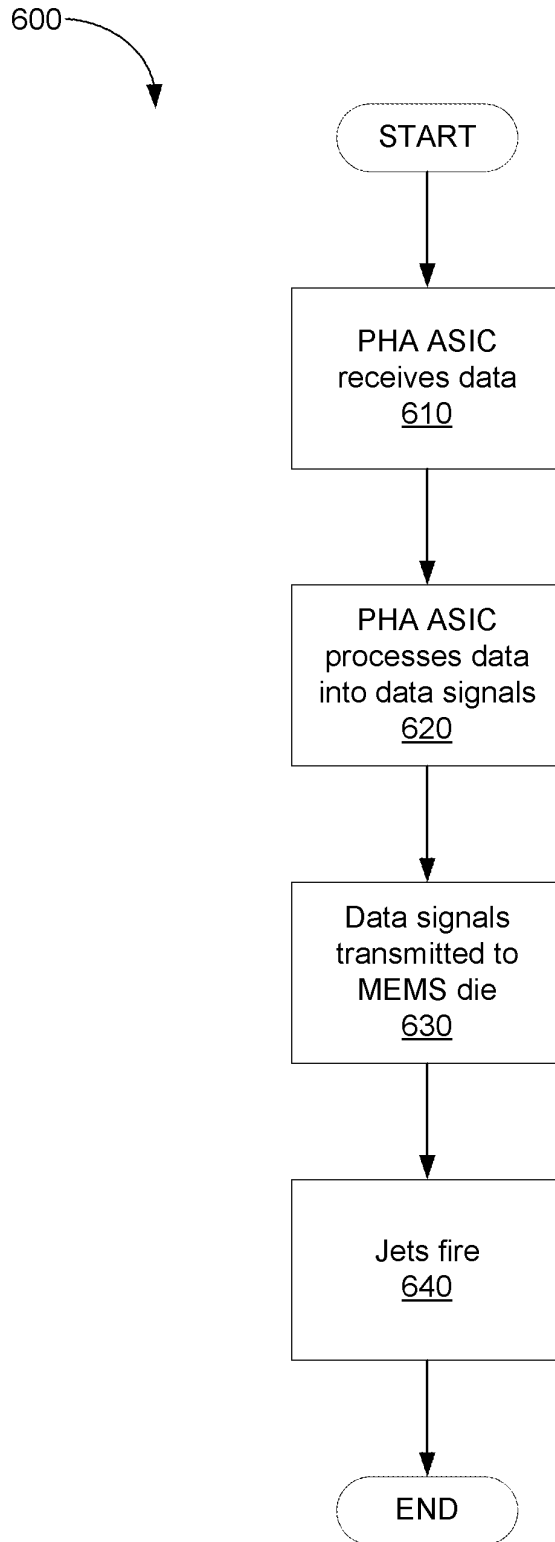 600
START
PHA ASIC
receives data
610
PHA ASIC
processes data
into data signals
620
Data signals
transmitted to
MEMS die
630
Jets fire
640
END